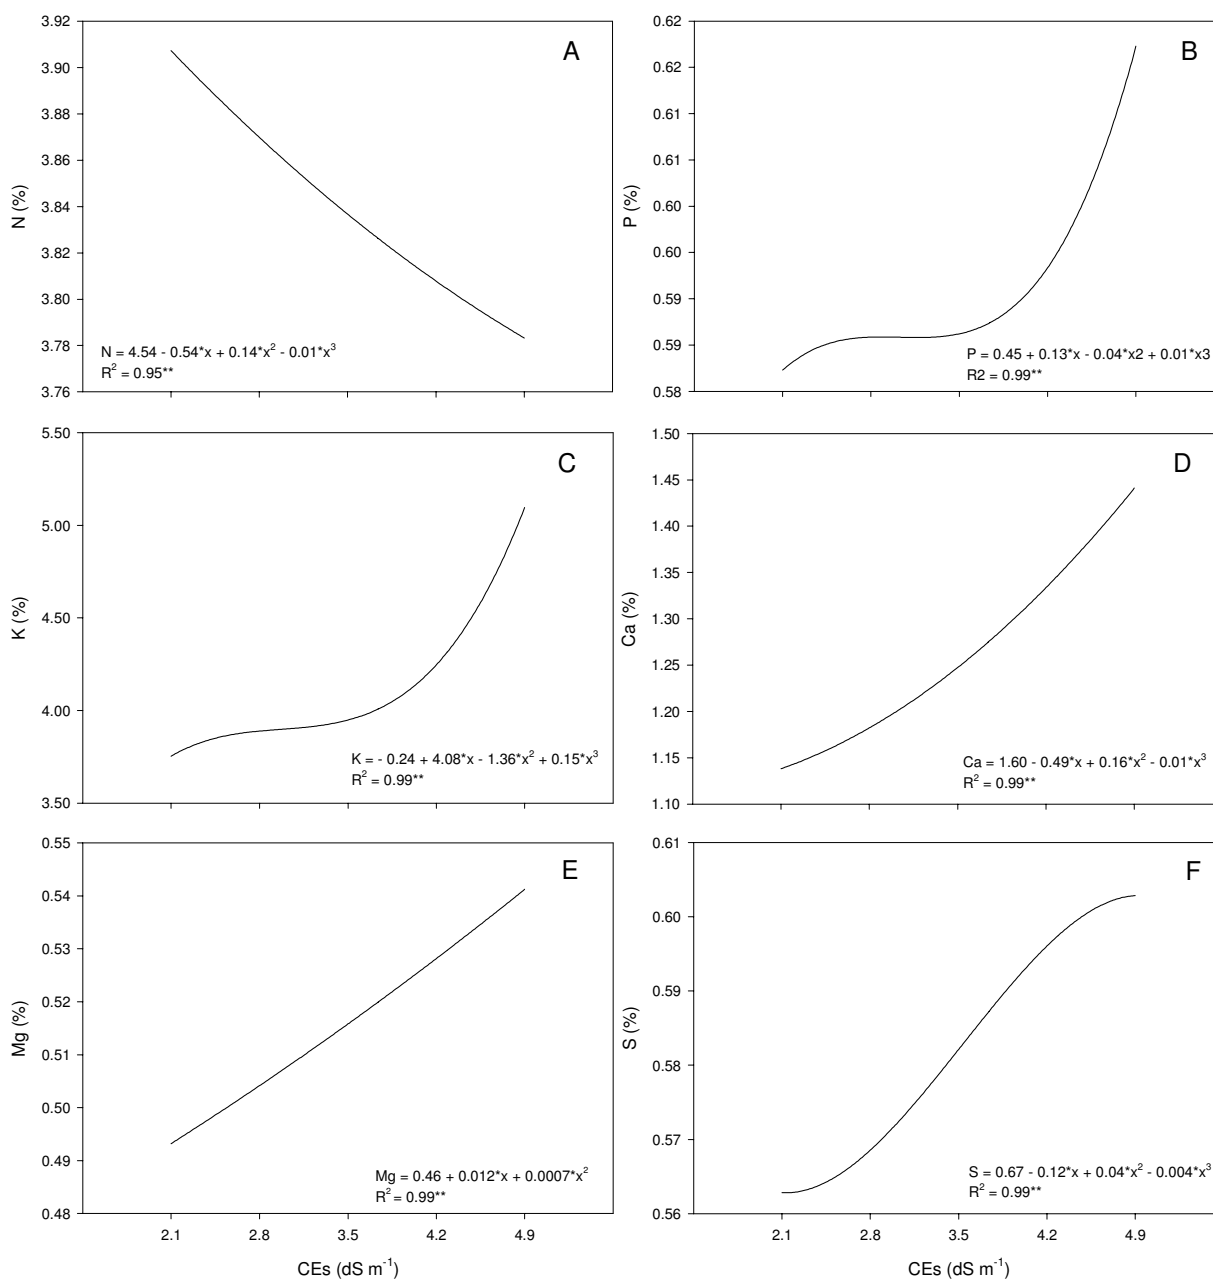 3.92
3.90
3.88
3.86
3.84
3.82
3.80
3.78
3.76
N (%)
A
N = 4.54 - 0.54*x + 0.14*x² - 0.01*x³
R² = 0.95**
0.62
0.62
0.61
0.61
0.60
0.60
0.59
0.59
0.58
P (%)
B
P = 0.45 + 0.13*x - 0.04*x2 + 0.01*x3
R2 = 0.99**
5.50
5.00
4.50
4.00
3.50
K (%)
C
K = - 0.24 + 4.08*x - 1.36*x² + 0.15*x³
R² = 0.99**
1.50
1.45
1.40
1.35
1.30
1.25
1.20
1.15
1.10
Ca (%)
D
Ca = 1.60 - 0.49*x + 0.16*x² - 0.01*x³
R² = 0.99**
0.55
0.54
0.53
0.52
0.51
0.50
0.49
0.48
Mg (%)
E
Mg = 0.46 + 0.012*x + 0.0007*x²
R² = 0.99**
2.1 2.8 3.5 4.2 4.9
CEs (dS m⁻¹)
0.61
0.60
0.59
0.58
0.57
0.56
S (%)
F
S = 0.67 - 0.12*x + 0.04*x² - 0.004*x³
R² = 0.99**
2.1 2.8 3.5 4.2 4.9
CEs (dS m⁻¹)